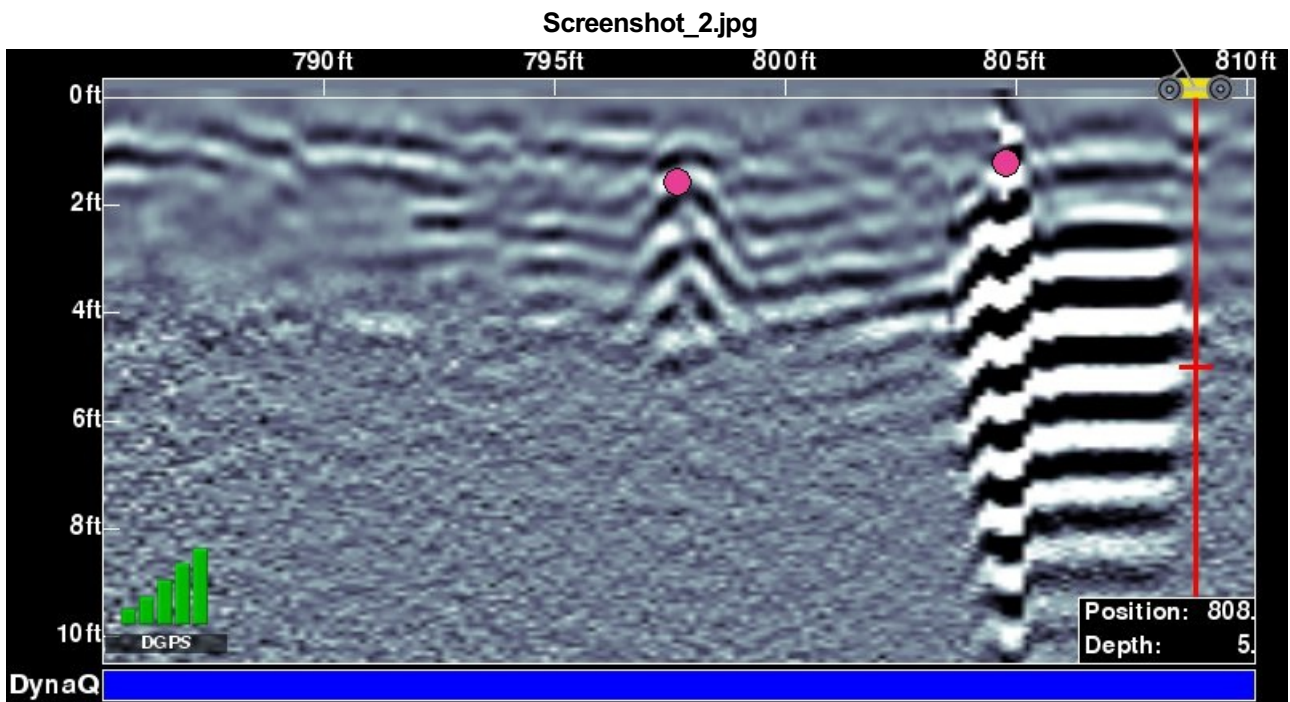 Screenshot_2.jpg
790ft 795ft 800ft 805ft 810ft
0ft
2ft
4ft
6ft
8ft
10ft
DGPS
Position: 808.
Depth: 5.
DynaQ